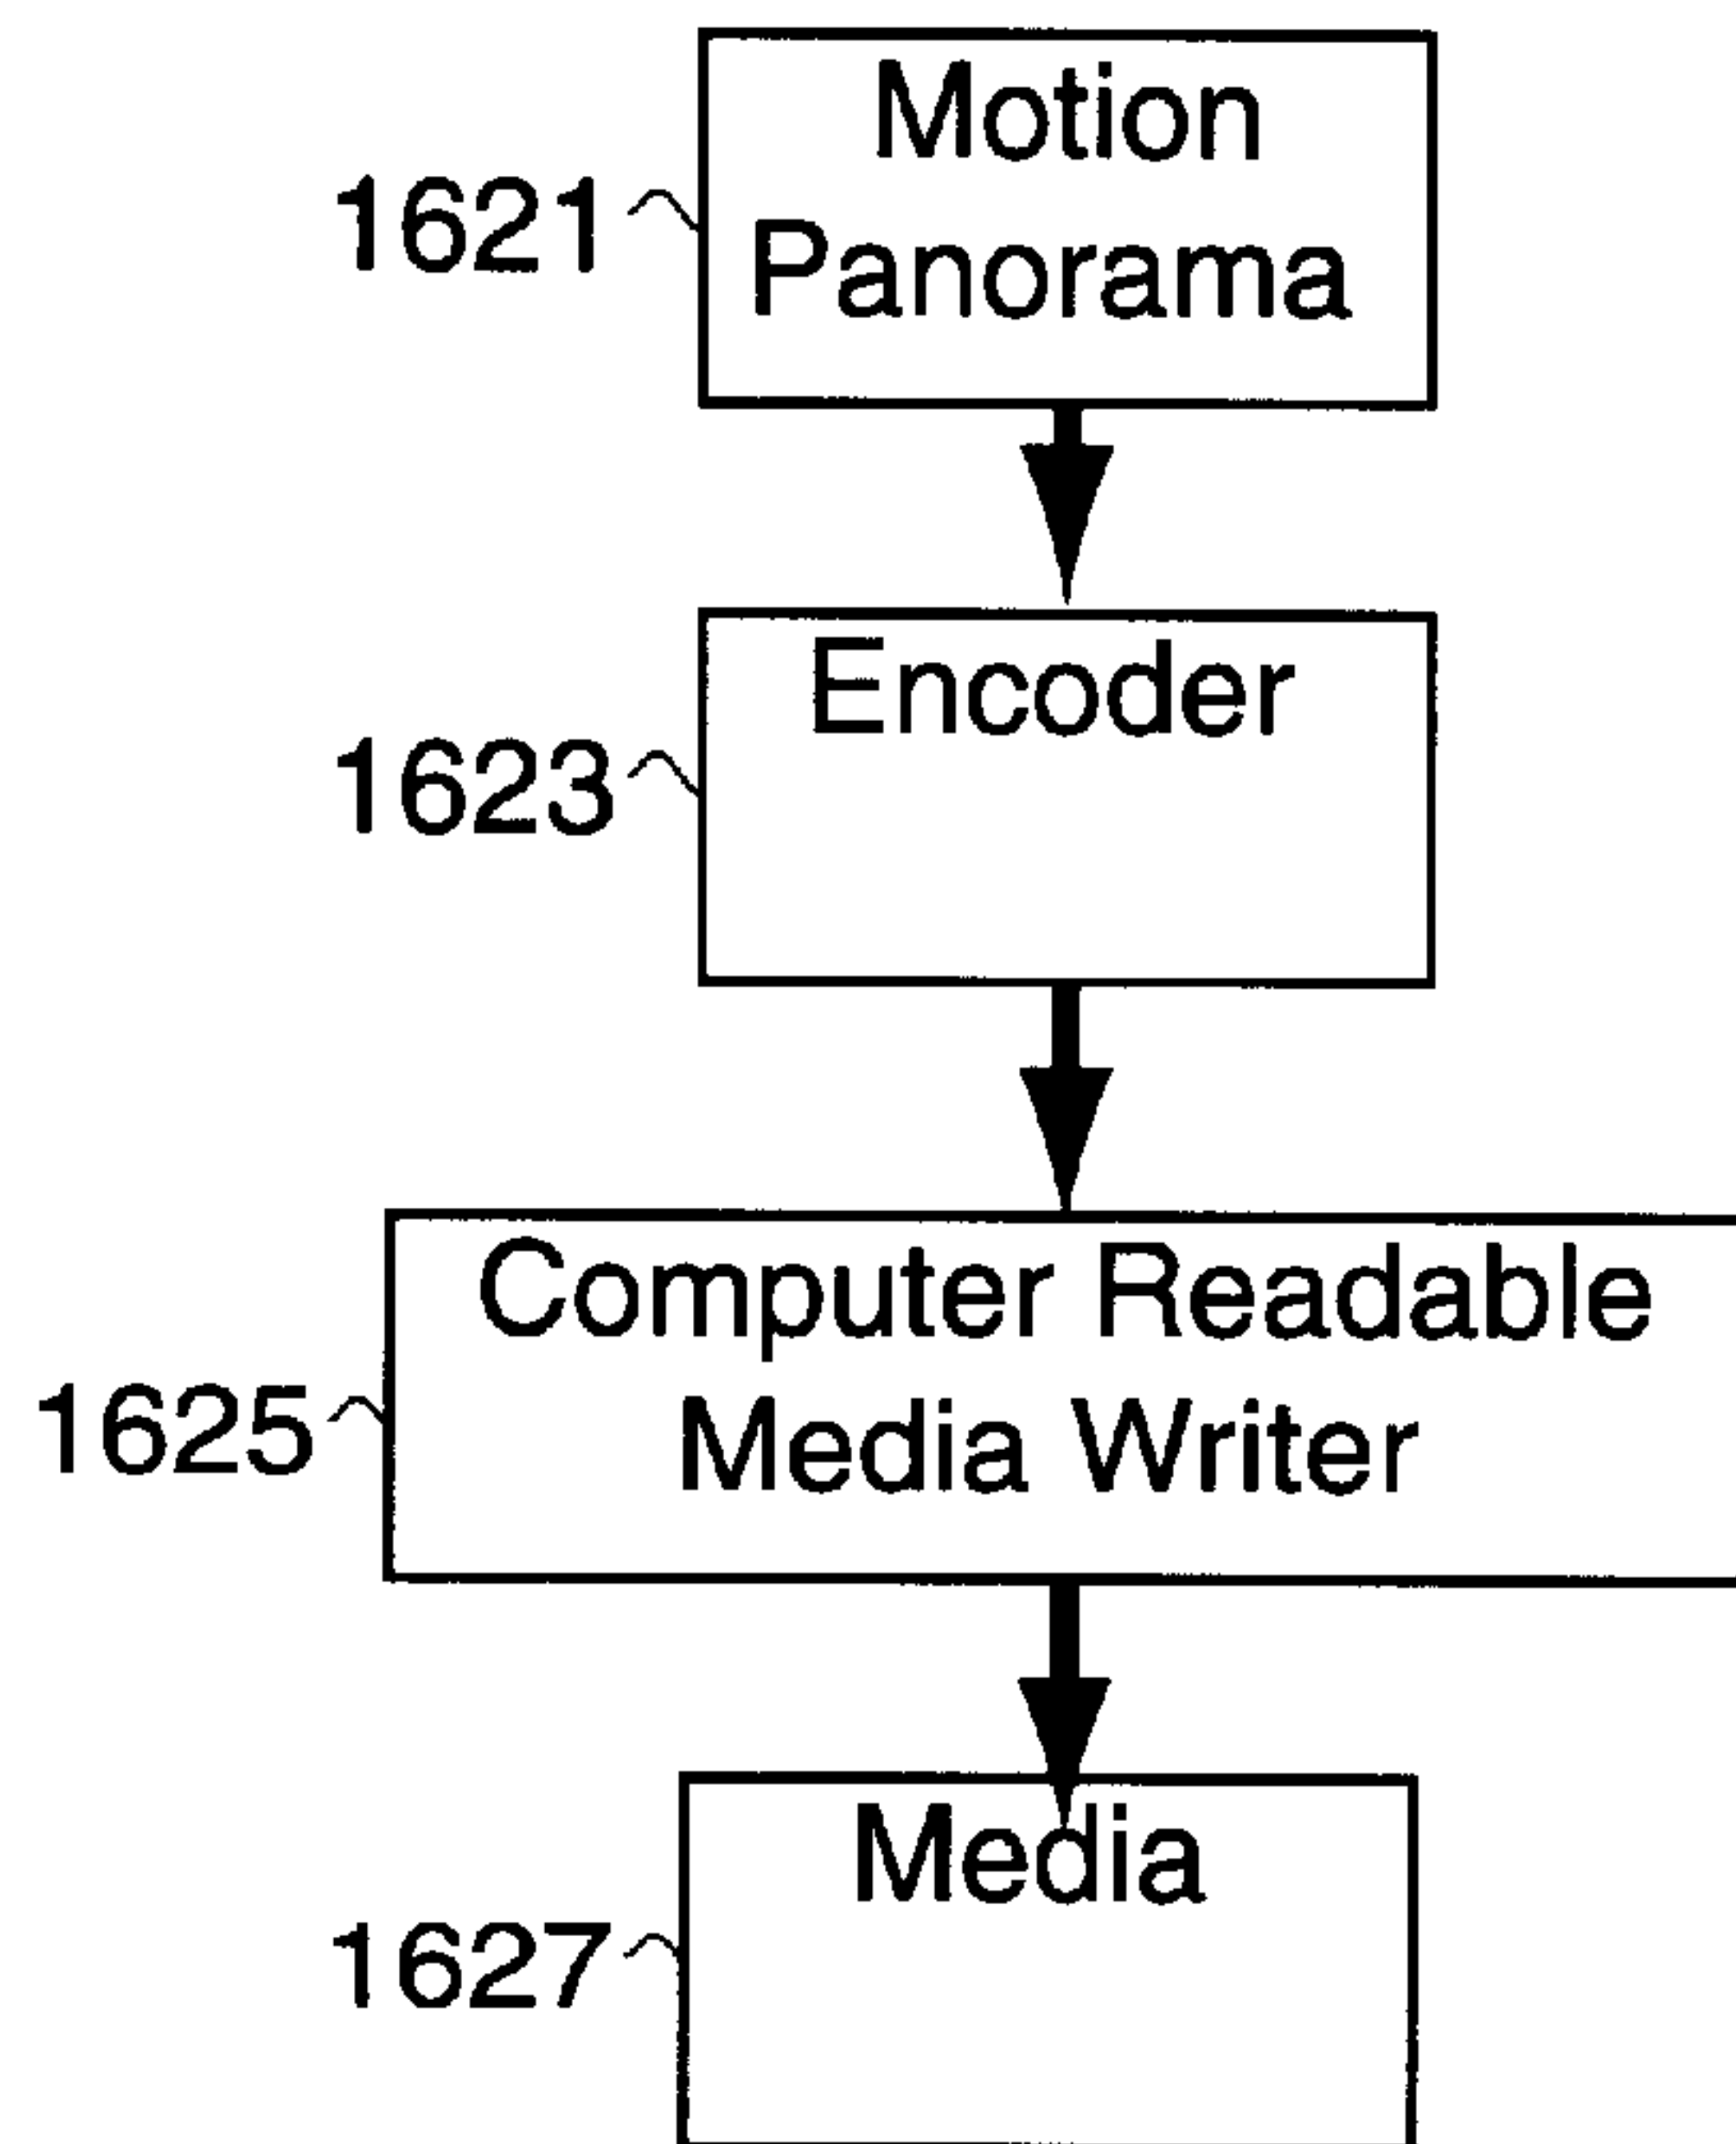 Motion
1621
Panorama
Encoder
1623
Computer Readable
1625
Media Writer
Media
1627